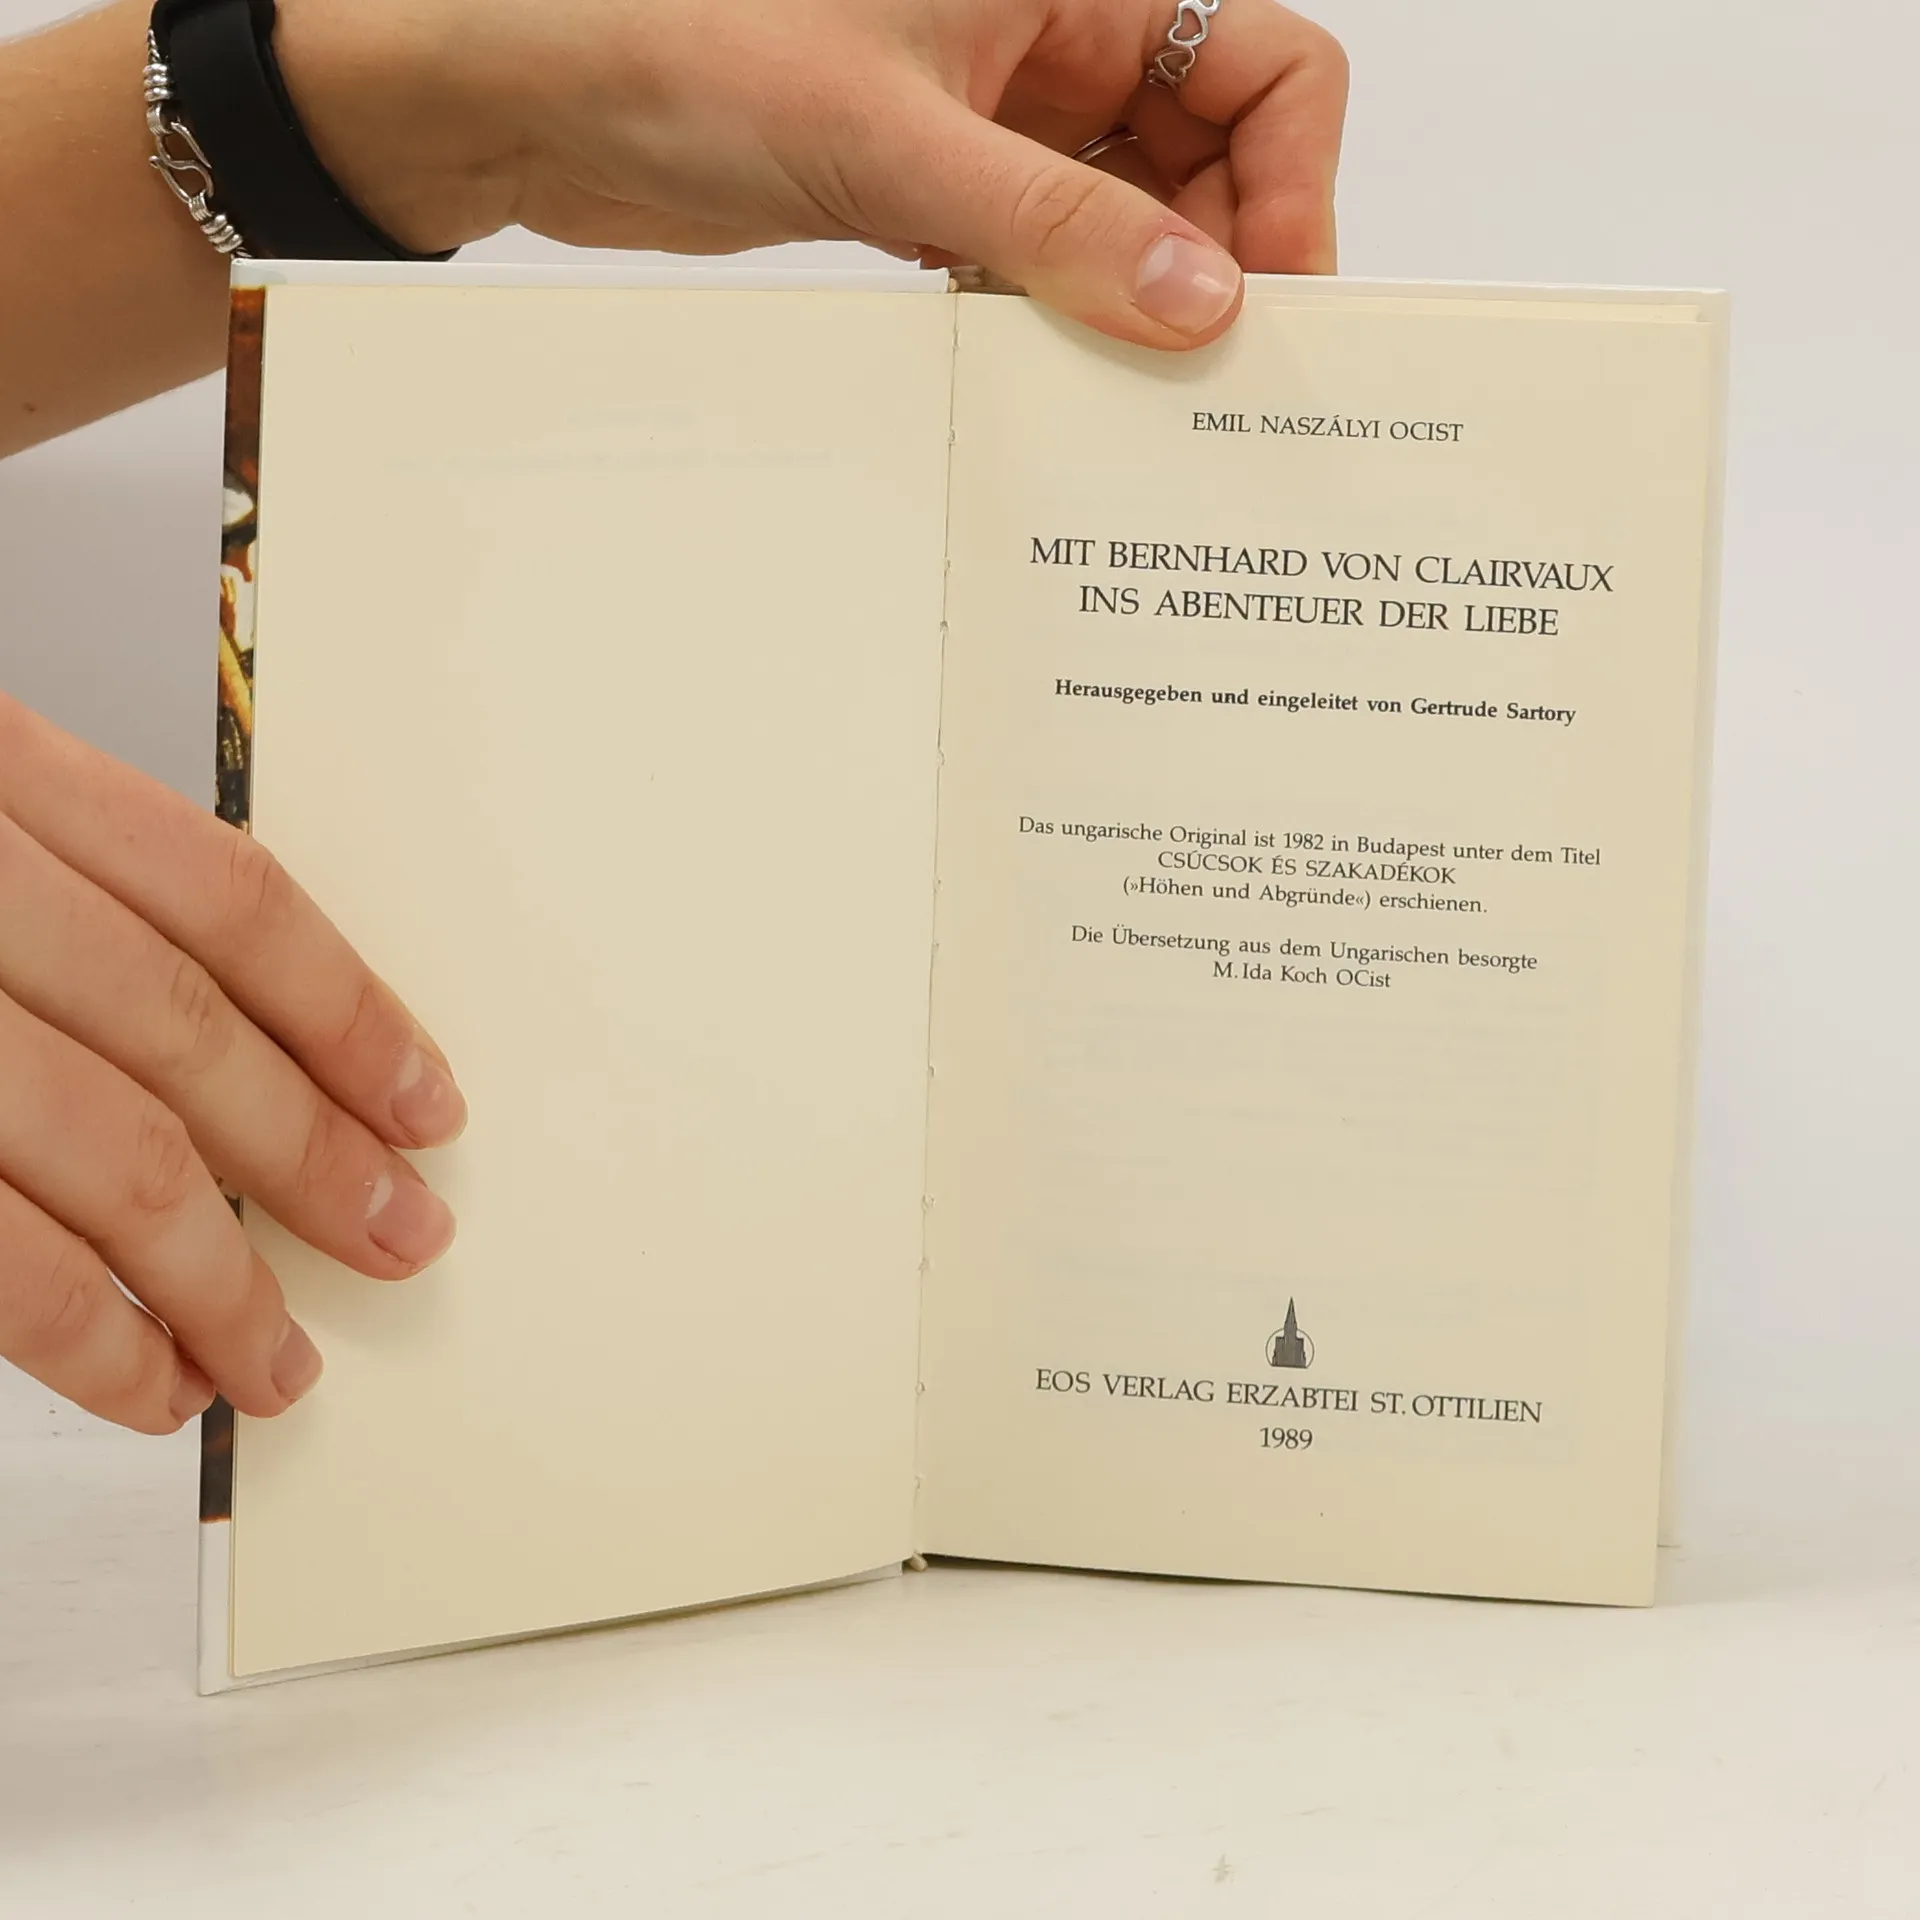 EMIL NASZÁLYI OCIST
MIT BERNHARD VON CLAIRVAUX
INS ABENTEUER DER LIEBE
Herausgegeben und eingeleitet von Gertrude Sartory
Das ungarische Original ist 1982 in Budapest unter dem Titel
CSÚCSOK ÉS SZAKADÉKOK
(»Höhen und Abgründe«) erschienen.
Die Übersetzung aus dem Ungarischen besorgte
M. Ida Koch OCist
EOS VERLAG ERZABTEI ST. OTTILIEN
1989